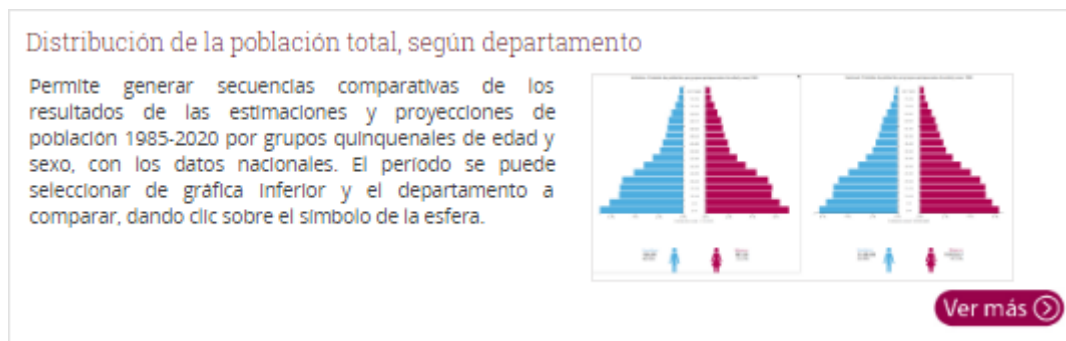 Distribución de la población total, según departamento
Permite generar secuencias comparativas de los
resultados de las estimaciones y proyecciones de
población 1985-2020 por grupos quinquenales de edad y
sexo, con los datos nacionales. El período se puede
seleccionar de gráfica inferior y el departamento a
comparar, dando clic sobre el símbolo de la esfera.
Ver más